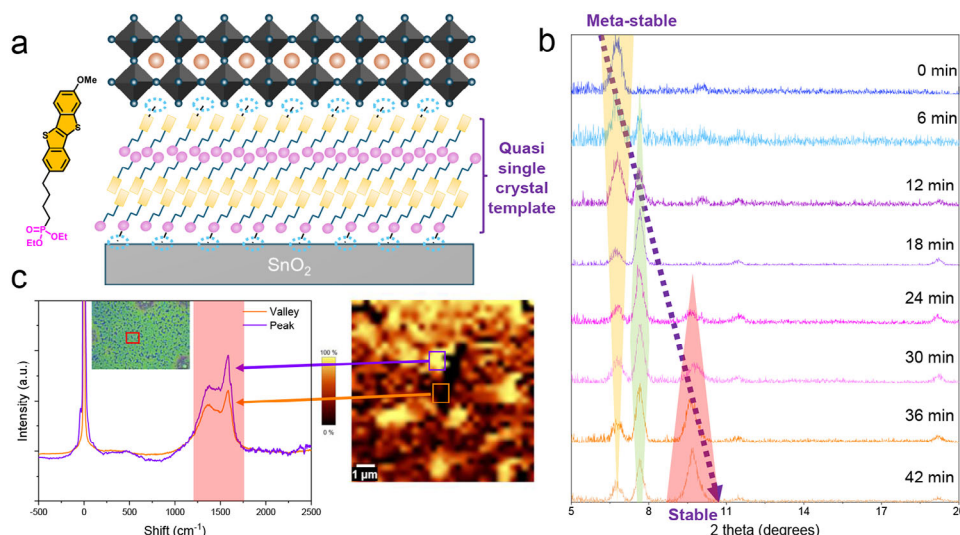 a
OMe
S
S
O=P
OEt
EtO
Quasi
single
crystal
template
SnO2
b
Meta-stable
0 min
6 min
12 min
18 min
24 min
30 min
36 min
42 min
Stable
5
8
11
14
17
20
2 theta (degrees)
c
Valley
Peak
Intensity (a.u.)
-500
0
500
1000
1500
2000
2500
Shift (cm⁻¹)
100 %
0 %
1 μm